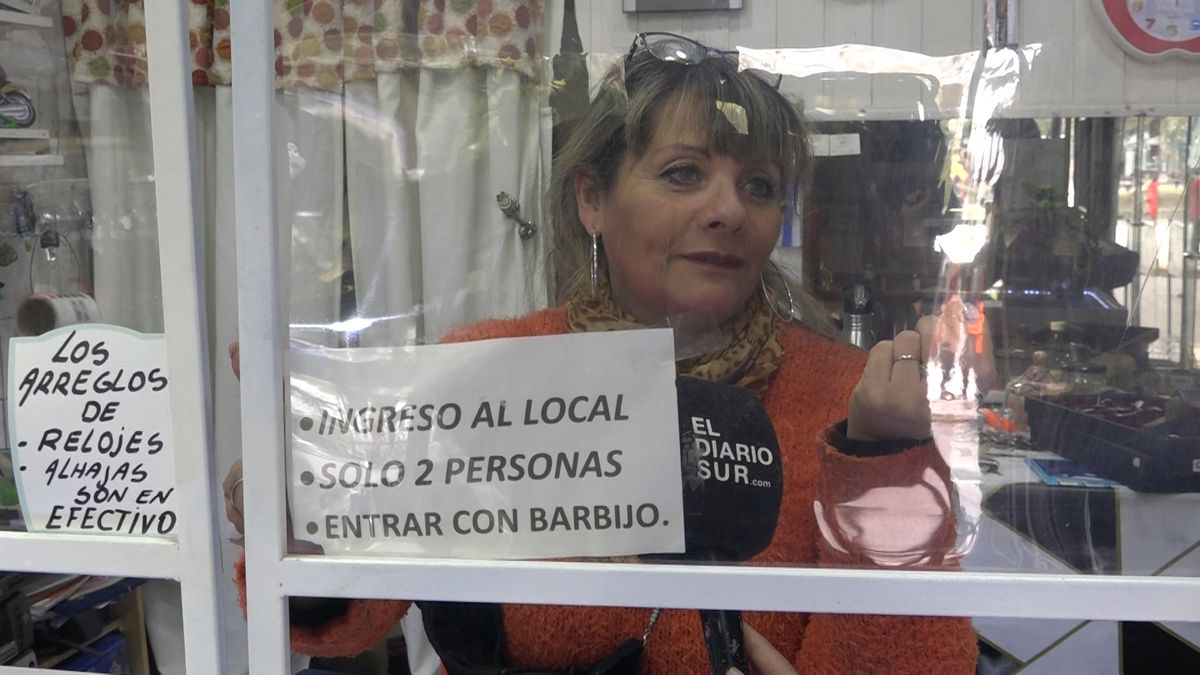 LOS
ARREGLOS
DE
- RELOJES
- ALHAJAS
SON EN
EFECTIVO
• INGRESO AL LOCAL
• SOLO 2 PERSONAS
• ENTRAR CON BARBIJO.
EL
DIARIO
SUR
.com